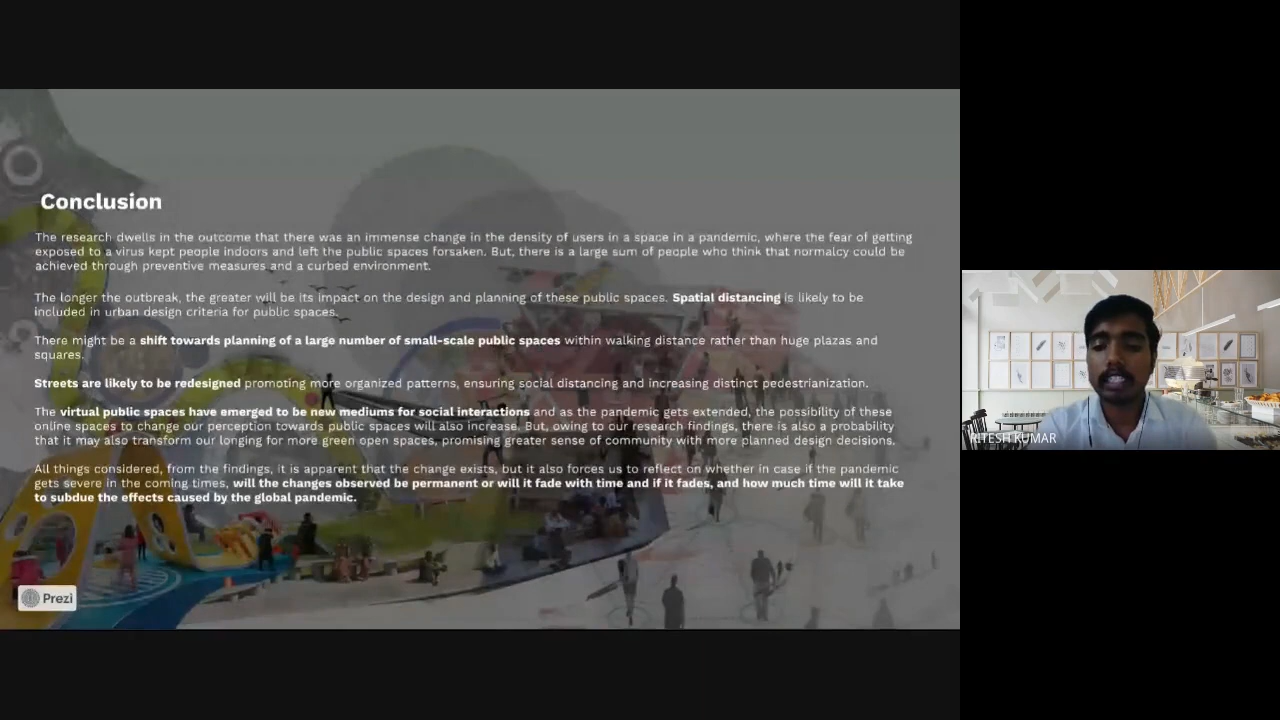 Conclusion
The research dwells in the outcome that there was an immense change in the density of users in a space in a pandemic, where the fear of getting
exposed to a virus kept people indoors and left the public spaces forsaken. But, there is a large sum of people who think that normalcy could be
achieved through preventive measures and a curbed environment.
The longer the outbreak, the greater will be its impact on the design and planning of these public spaces. Spatial distancing is likely to be
included in urban design criteria for public spaces.
There might be a shift towards planning of a large number of small-scale public spaces within walking distance rather than huge plazas and
squares.
Streets are likely to be redesigned promoting more organized patterns, ensuring social distancing and increasing distinct pedestrianization.
The virtual public spaces have emerged to be new mediums for social interactions and as the pandemic gets extended, the possibility of these
online spaces to change our perception towards public spaces will also increase. But, owing to our research findings, there is also a probability
that it may also transform our longing for more green open spaces, promising greater sense of community with more planned design decisions.
All things considered, from the findings, it is apparent that the change exists, but it also forces us to reflect on whether in case if the pandemic
gets severe in the coming times, will the changes observed be permanent or will it fade with time and if it fades, and how much time will it take
to subdue the effects caused by the global pandemic.
Prezi
RITESH KUMAR